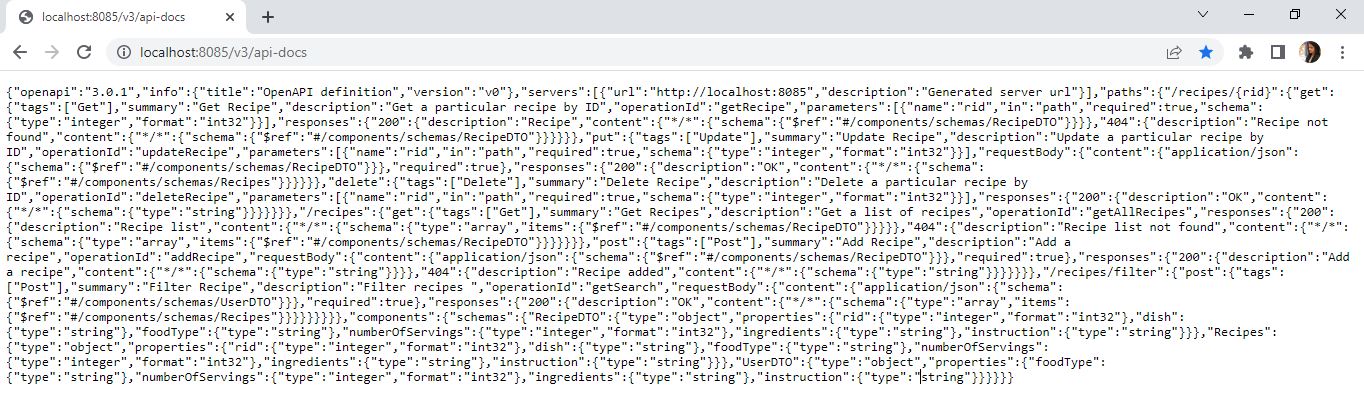 localhost:8085/v3/api-docs
localhost:8085/v3/api-docs
{"openapi":"3.0.1","info":{"title":"OpenAPI definition","version":"v0"},"servers":[{"url":"http://localhost:8085","description":"Generated server url"}],"paths":{"/recipes/{rid}":{"get":
{"tags":["Get"],"summary":"Get Recipe","description":"Get a particular recipe by ID","operationId":"getRecipe","parameters":[{"name":"rid","in":"path","required":true,"schema":
{"type":"integer","format":"int32"}}],"responses":{"200":{"description":"Recipe","content":{"*/*":{"schema":{"$ref":"#/components/schemas/RecipeDTO"}}}},"404":{"description":"Recipe not
found","content":{"*/*":{"schema":{"$ref":"#/components/schemas/RecipeDTO"}}}}}},"put":{"tags":["Update"],"summary":"Update Recipe","description":"Update a particular recipe by
ID","operationId":"updateRecipe","parameters":[{"name":"rid","in":"path","required":true,"schema":{"type":"integer","format":"int32"}}],"requestBody":{"content":{"application/json":
{"schema":{"$ref":"#/components/schemas/RecipeDTO"}}},"required":true},"responses":{"200":{"description":"OK","content":{"*/*":{"schema":
{"$ref":"#/components/schemas/Recipes"}}}}}},"delete":{"tags":["Delete"],"summary":"Delete Recipe","description":"Delete a particular recipe by
ID","operationId":"deleteRecipe","parameters":[{"name":"rid","in":"path","required":true,"schema":{"type":"integer","format":"int32"}}],"responses":{"200":{"description":"OK","content":
{"*/*":{"schema":{"type":"string"}}}}}}},"/recipes":{"get":{"tags":["Get"],"summary":"Get Recipes","description":"Get a list of recipes","operationId":"getAllRecipes","responses":{"200":
{"description":"Recipe list","content":{"*/*":{"schema":{"type":"array","items":{"$ref":"#/components/schemas/RecipeDTO"}}}}},"404":{"description":"Recipe list not found","content":{"*/*":
{"schema":{"type":"array","items":{"$ref":"#/components/schemas/RecipeDTO"}}}}}}},"post":{"tags":["Post"],"summary":"Add Recipe","description":"Add a
recipe","operationId":"addRecipe","requestBody":{"content":{"application/json":{"schema":{"$ref":"#/components/schemas/RecipeDTO"}}},"required":true},"responses":{"200":{"description":"Add
a recipe","content":{"*/*":{"schema":{"type":"string"}}}},"404":{"description":"Recipe added","content":{"*/*":{"schema":{"type":"string"}}}}}}},"/recipes/filter":{"post":{"tags":
["Post"],"summary":"Filter Recipe","description":"Filter recipes ","operationId":"getSearch","requestBody":{"content":{"application/json":{"schema":
{"$ref":"#/components/schemas/UserDTO"}}},"required":true},"responses":{"200":{"description":"OK","content":{"*/*":{"schema":{"type":"array","items":
{"$ref":"#/components/schemas/Recipes"}}}}}}}}},"components":{"schemas":{"RecipeDTO":{"type":"object","properties":{"rid":{"type":"integer","format":"int32"},"dish":
{"type":"string"},"foodType":{"type":"string"},"numberOfServings":{"type":"integer","format":"int32"},"ingredients":{"type":"string"},"instruction":{"type":"string"}}},"Recipes":
{"type":"object","properties":{"rid":{"type":"integer","format":"int32"},"dish":{"type":"string"},"foodType":{"type":"string"},"numberOfServings":
{"type":"integer","format":"int32"},"ingredients":{"type":"string"},"instruction":{"type":"string"}}},"UserDTO":{"type":"object","properties":{"foodType":
{"type":"string"},"numberOfServings":{"type":"integer","format":"int32"},"ingredients":{"type":"string"},"instruction":{"type":"string"}}}}}}